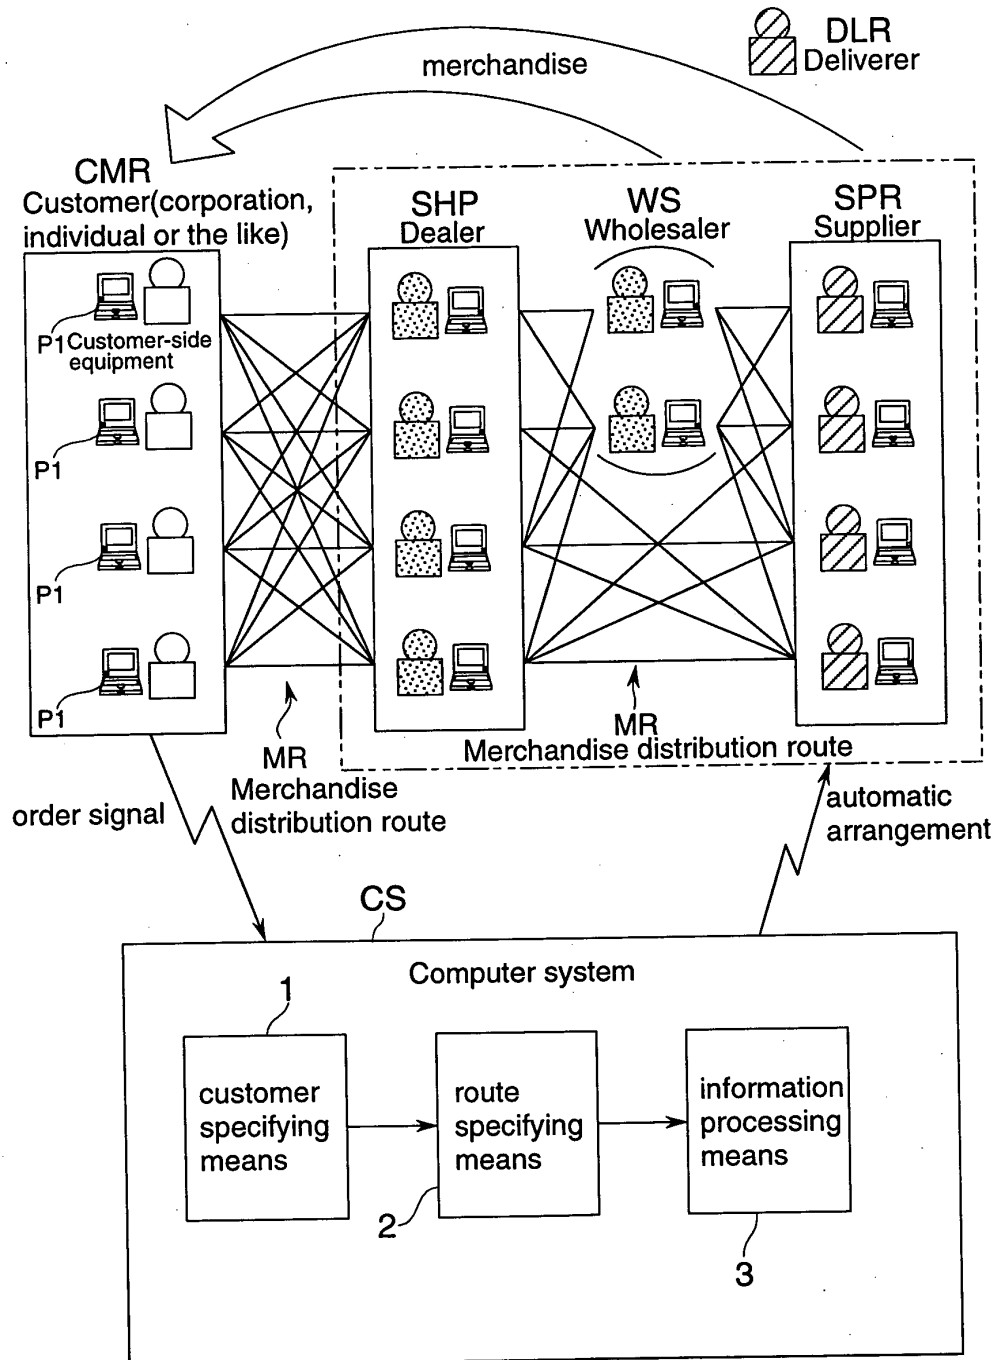 DLR
Deliverer
merchandise
CMR
Customer(corporation,
individual or the like)
SHP
Dealer
WS
Wholesaler
SPR
Supplier
P1 Customer-side
equipment
P1
P1
P1
MR
Merchandise
distribution route
MR
Merchandise distribution route
order signal
automatic
arrangement
CS
Computer system
1
customer
specifying
means
route
specifying
means
2
information
processing
means
3